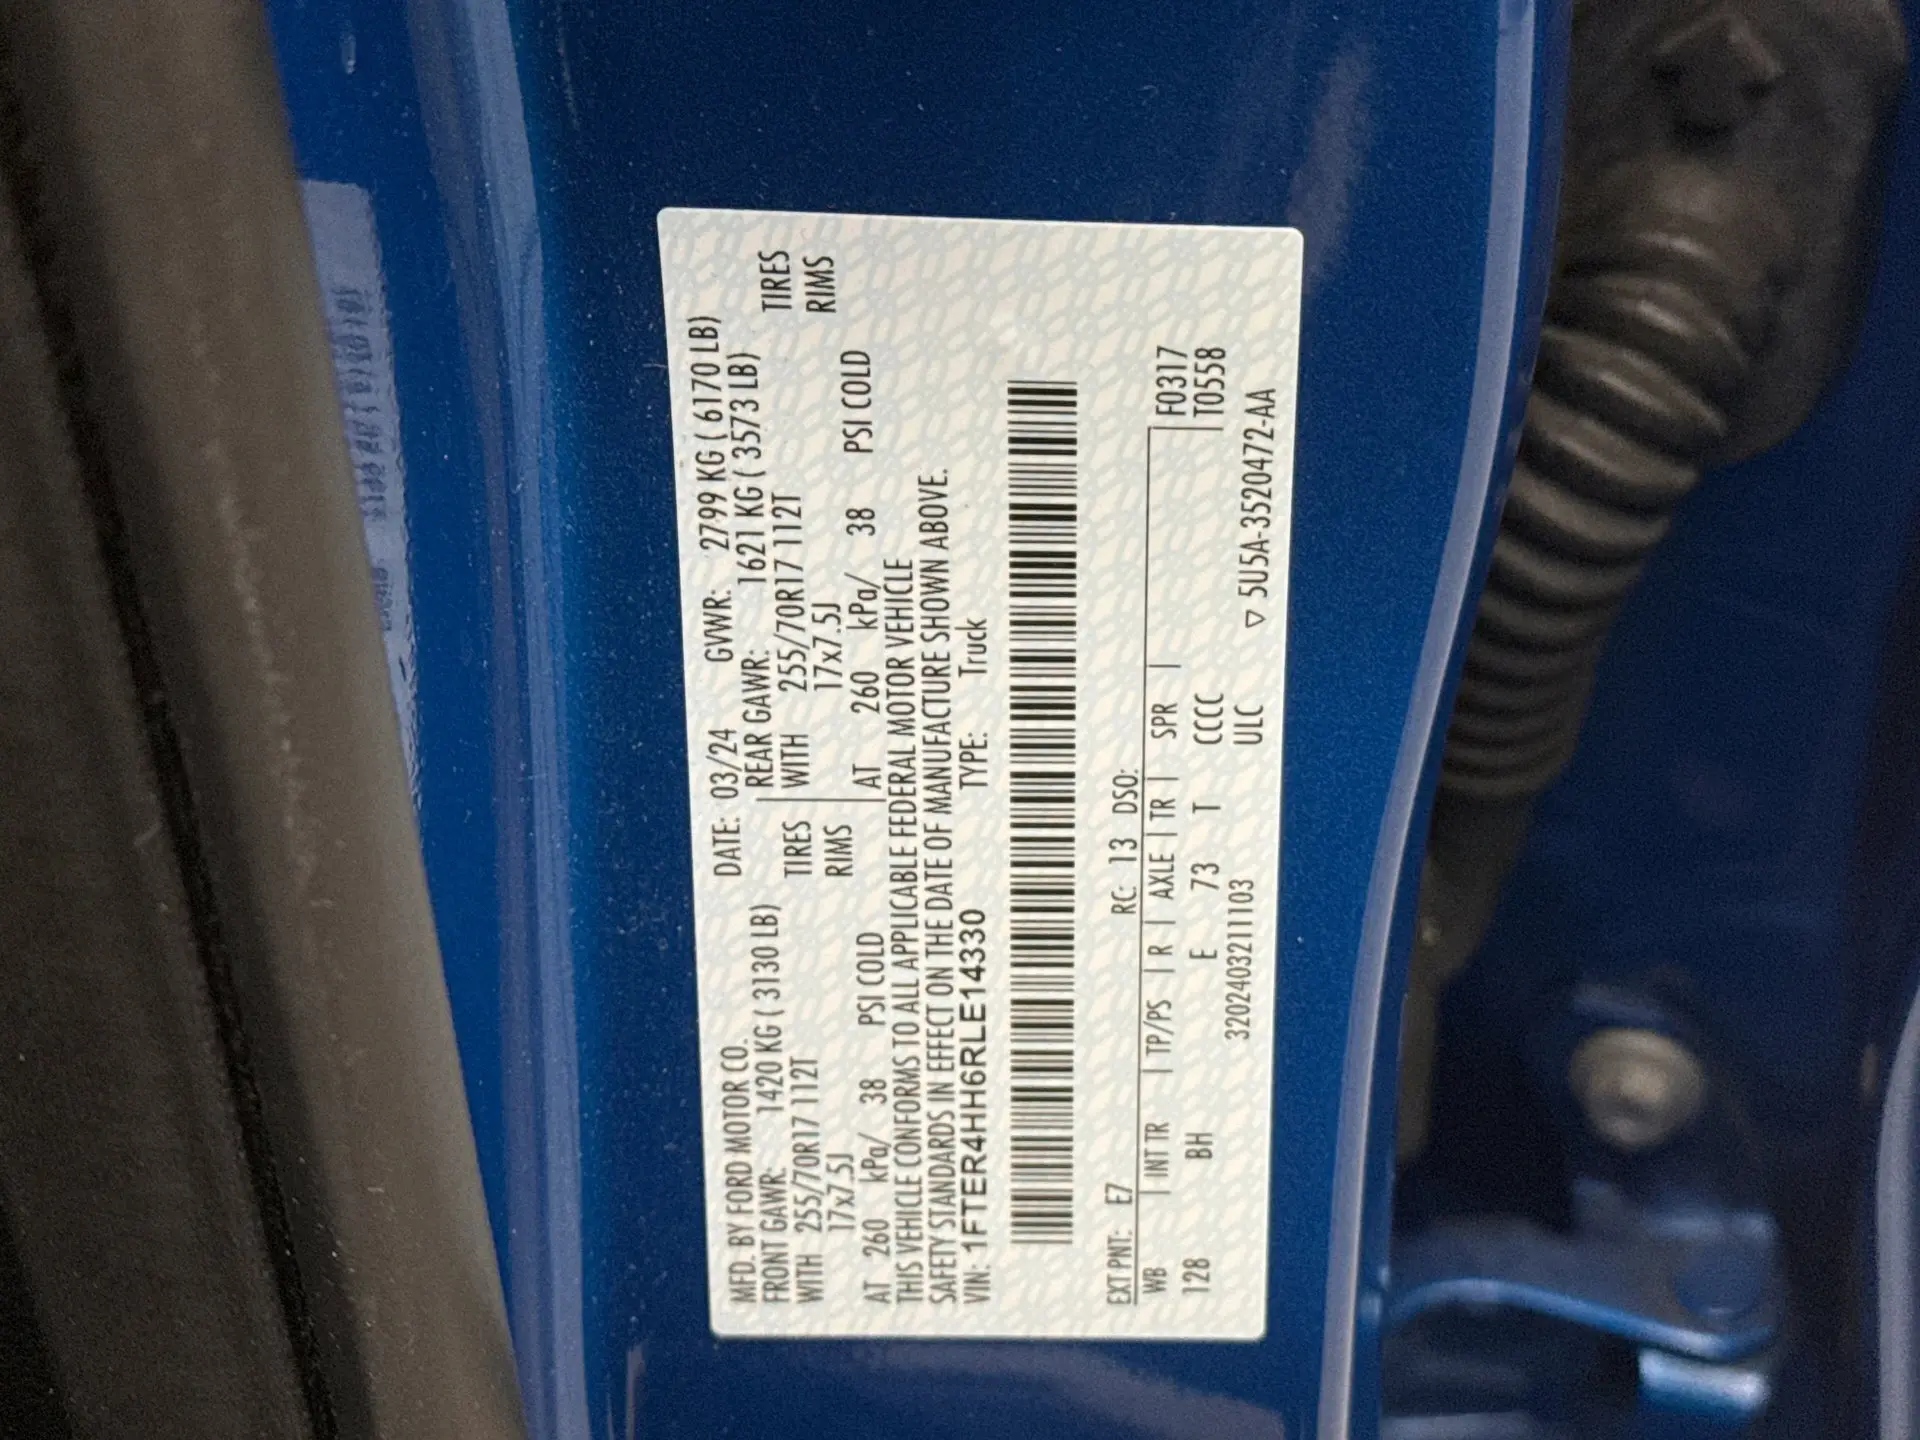 MFD. BY FORD MOTOR CO. DATE: 03/24 GVWR: 2799 KG ( 6170 LB)
FRONT GAWR: 1420 KG ( 3130 LB) REAR GAWR: 1621 KG ( 3573 LB)
WITH 255/70R17 112T TIRES WITH 255/70R17 112T TIRES
17x7.5J RIMS 17x7.5J RIMS
AT 260 kPa/ 38 PSI COLD AT 260 kPa/ 38 PSI COLD
THIS VEHICLE CONFORMS TO ALL APPLICABLE FEDERAL MOTOR VEHICLE
SAFETY STANDARDS IN EFFECT ON THE DATE OF MANUFACTURE SHOWN ABOVE.
VIN: 1FTER4HH6RLE14330 TYPE: Truck
EXT PNT: E7 RC: 13 DSO:
WB | INT TR | TP/PS | R | AXLE | TR | SPR | F0317
128 BH E 73 T CCCC T0558
3202403211103 ULC ▽ 5U5A-3520472-AA